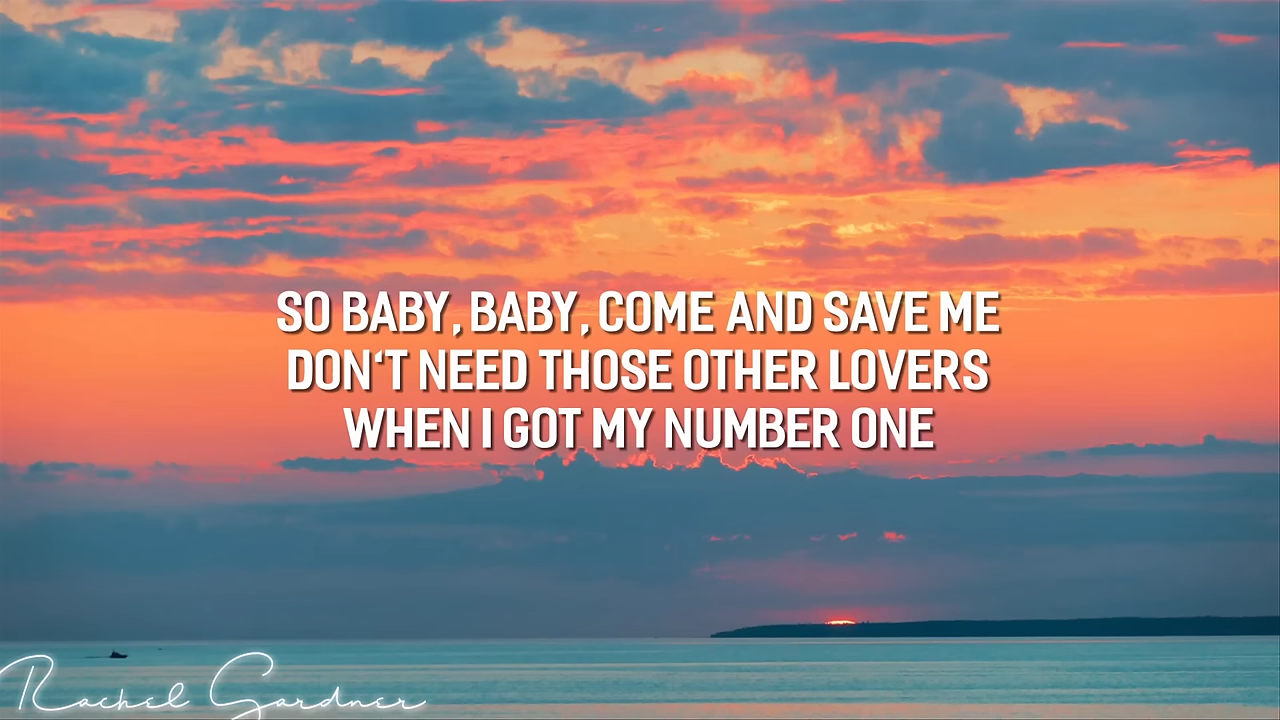 SO BABY, BABY, COME AND SAVE ME
DON'T NEED THOSE OTHER LOVERS
WHEN I GOT MY NUMBER ONE
Rachel Gardner